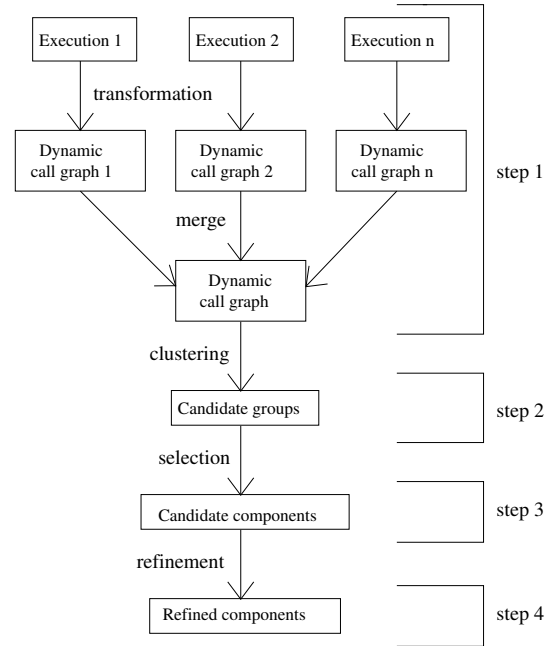 Execution 1
Execution 2
Execution n
transformation
Dynamic
call graph 1
Dynamic
call graph 2
Dynamic
call graph n
step 1
merge
Dynamic
call graph
clustering
Candidate groups
step 2
selection
Candidate components
step 3
refinement
Refined components
step 4